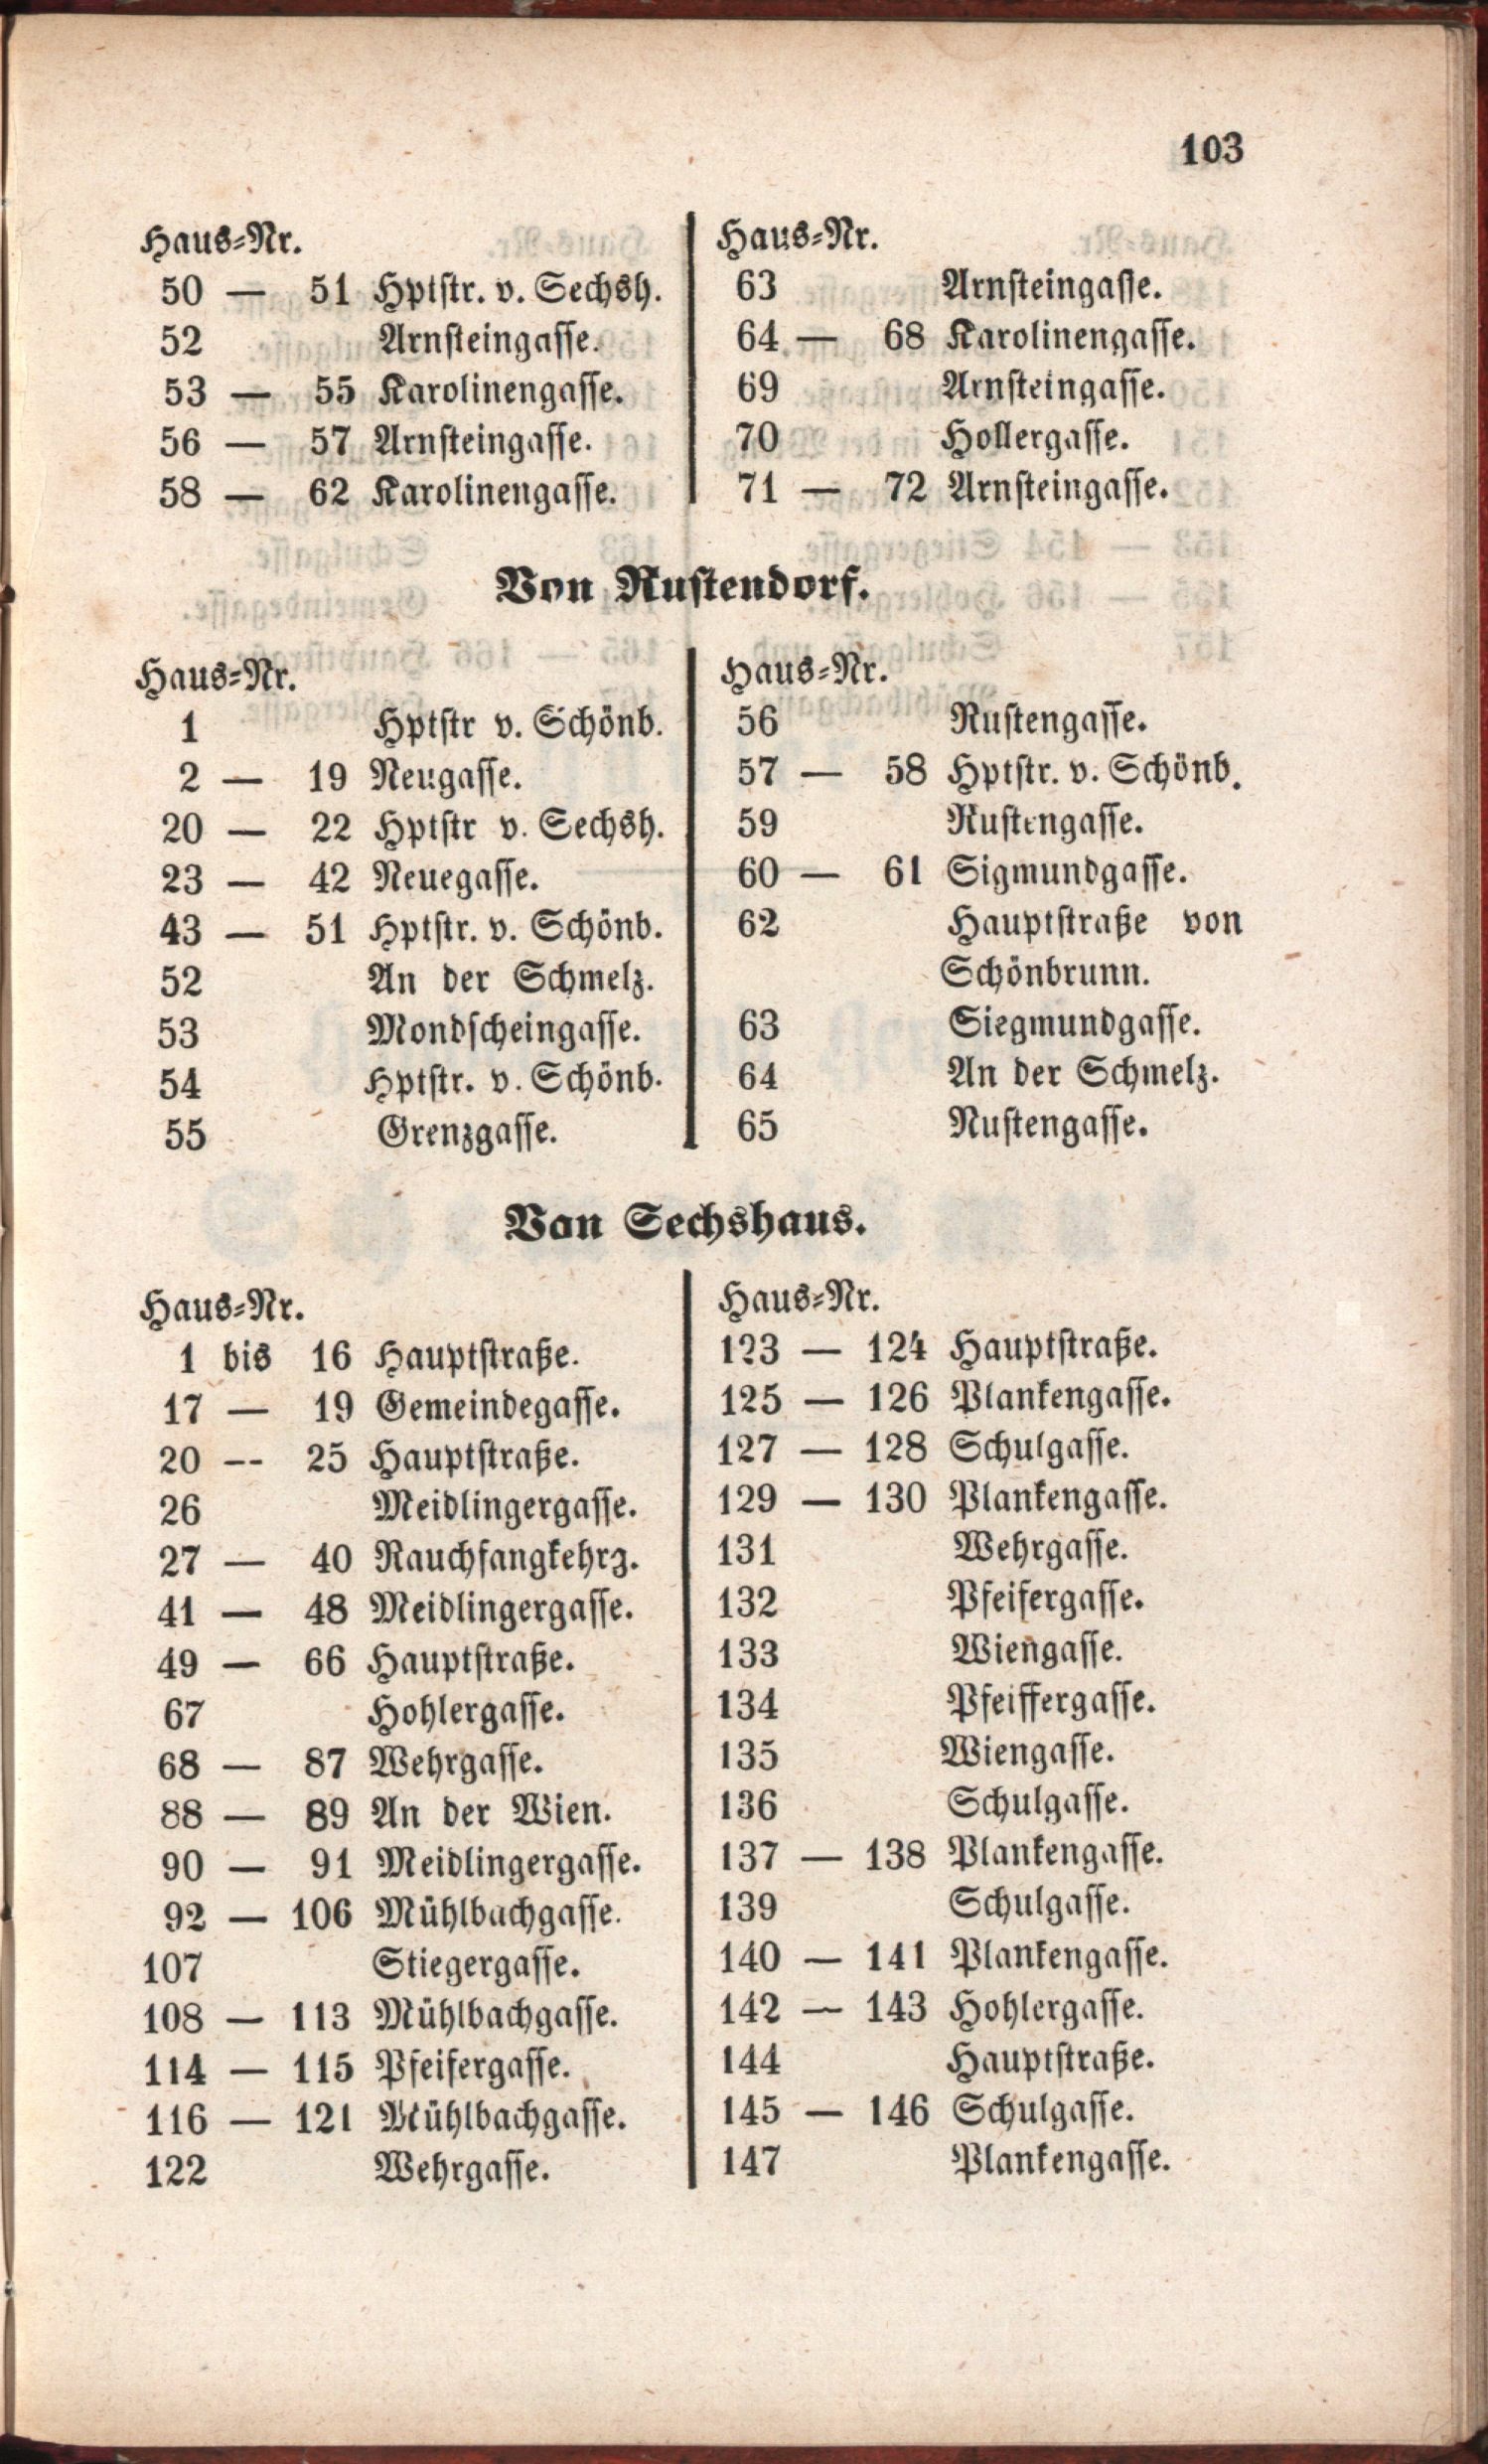 103
Haus-Nr.
50 — 51 Hptstr. v. Sechsh.
52 Arnsteingasse.
53 — 55 Karolinengasse.
56 — 57 Arnsteingasse.
58 — 62 Karolinengasse.
Haus-Nr.
63 Arnsteingasse.
64 — 68 Karolinengasse.
69 Arnsteingasse.
70 Hollergasse.
71 — 72 Arnsteingasse.
Von Rustendorf.
Haus-Nr.
1 Hptstr v. Schönb.
2 — 19 Neugasse.
20 — 22 Hptstr v. Sechsh.
23 — 42 Neuegasse.
43 — 51 Hptstr. v. Schönb.
52 An der Schmelz.
53 Mondscheingasse.
54 Hptstr. v. Schönb.
55 Grenzgasse.
Haus-Nr.
56 Rustengasse.
57 — 58 Hptstr. v. Schönb.
59 Rustengasse.
60 — 61 Sigmundgasse.
62 Hauptstraße von
Schönbrunn.
63 Siegmundgasse.
64 An der Schmelz.
65 Rustengasse.
Von Sechshaus.
Haus-Nr.
1 bis 16 Hauptstraße.
17 — 19 Gemeindegasse.
20 -- 25 Hauptstraße.
26 Meidlingergasse.
27 — 40 Rauchfangkehrg.
41 — 48 Meidlingergasse.
49 — 66 Hauptstraße.
67 Hohlergasse.
68 — 87 Wehrgasse.
88 — 89 An der Wien.
90 — 91 Meidlingergasse.
92 — 106 Mühlbachgasse.
107 Stiegergasse.
108 — 113 Mühlbachgasse.
114 — 115 Pfeifergasse.
116 — 121 Mühlbachgasse.
122 Wehrgasse.
Haus-Nr.
123 — 124 Hauptstraße.
125 — 126 Plankengasse.
127 — 128 Schulgasse.
129 — 130 Plankengasse.
131 Wehrgasse.
132 Pfeifergasse.
133 Wiengasse.
134 Pfeiffergasse.
135 Wiengasse.
136 Schulgasse.
137 — 138 Plankengasse.
139 Schulgasse.
140 — 141 Plankengasse.
142 — 143 Hohlergasse.
144 Hauptstraße.
145 — 146 Schulgasse.
147 Plankengasse.